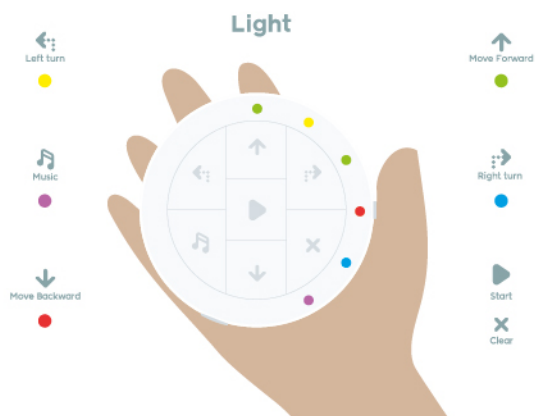 Light
Left turn
Move Forward
Music
Right turn
Move Backward
Start
Clear